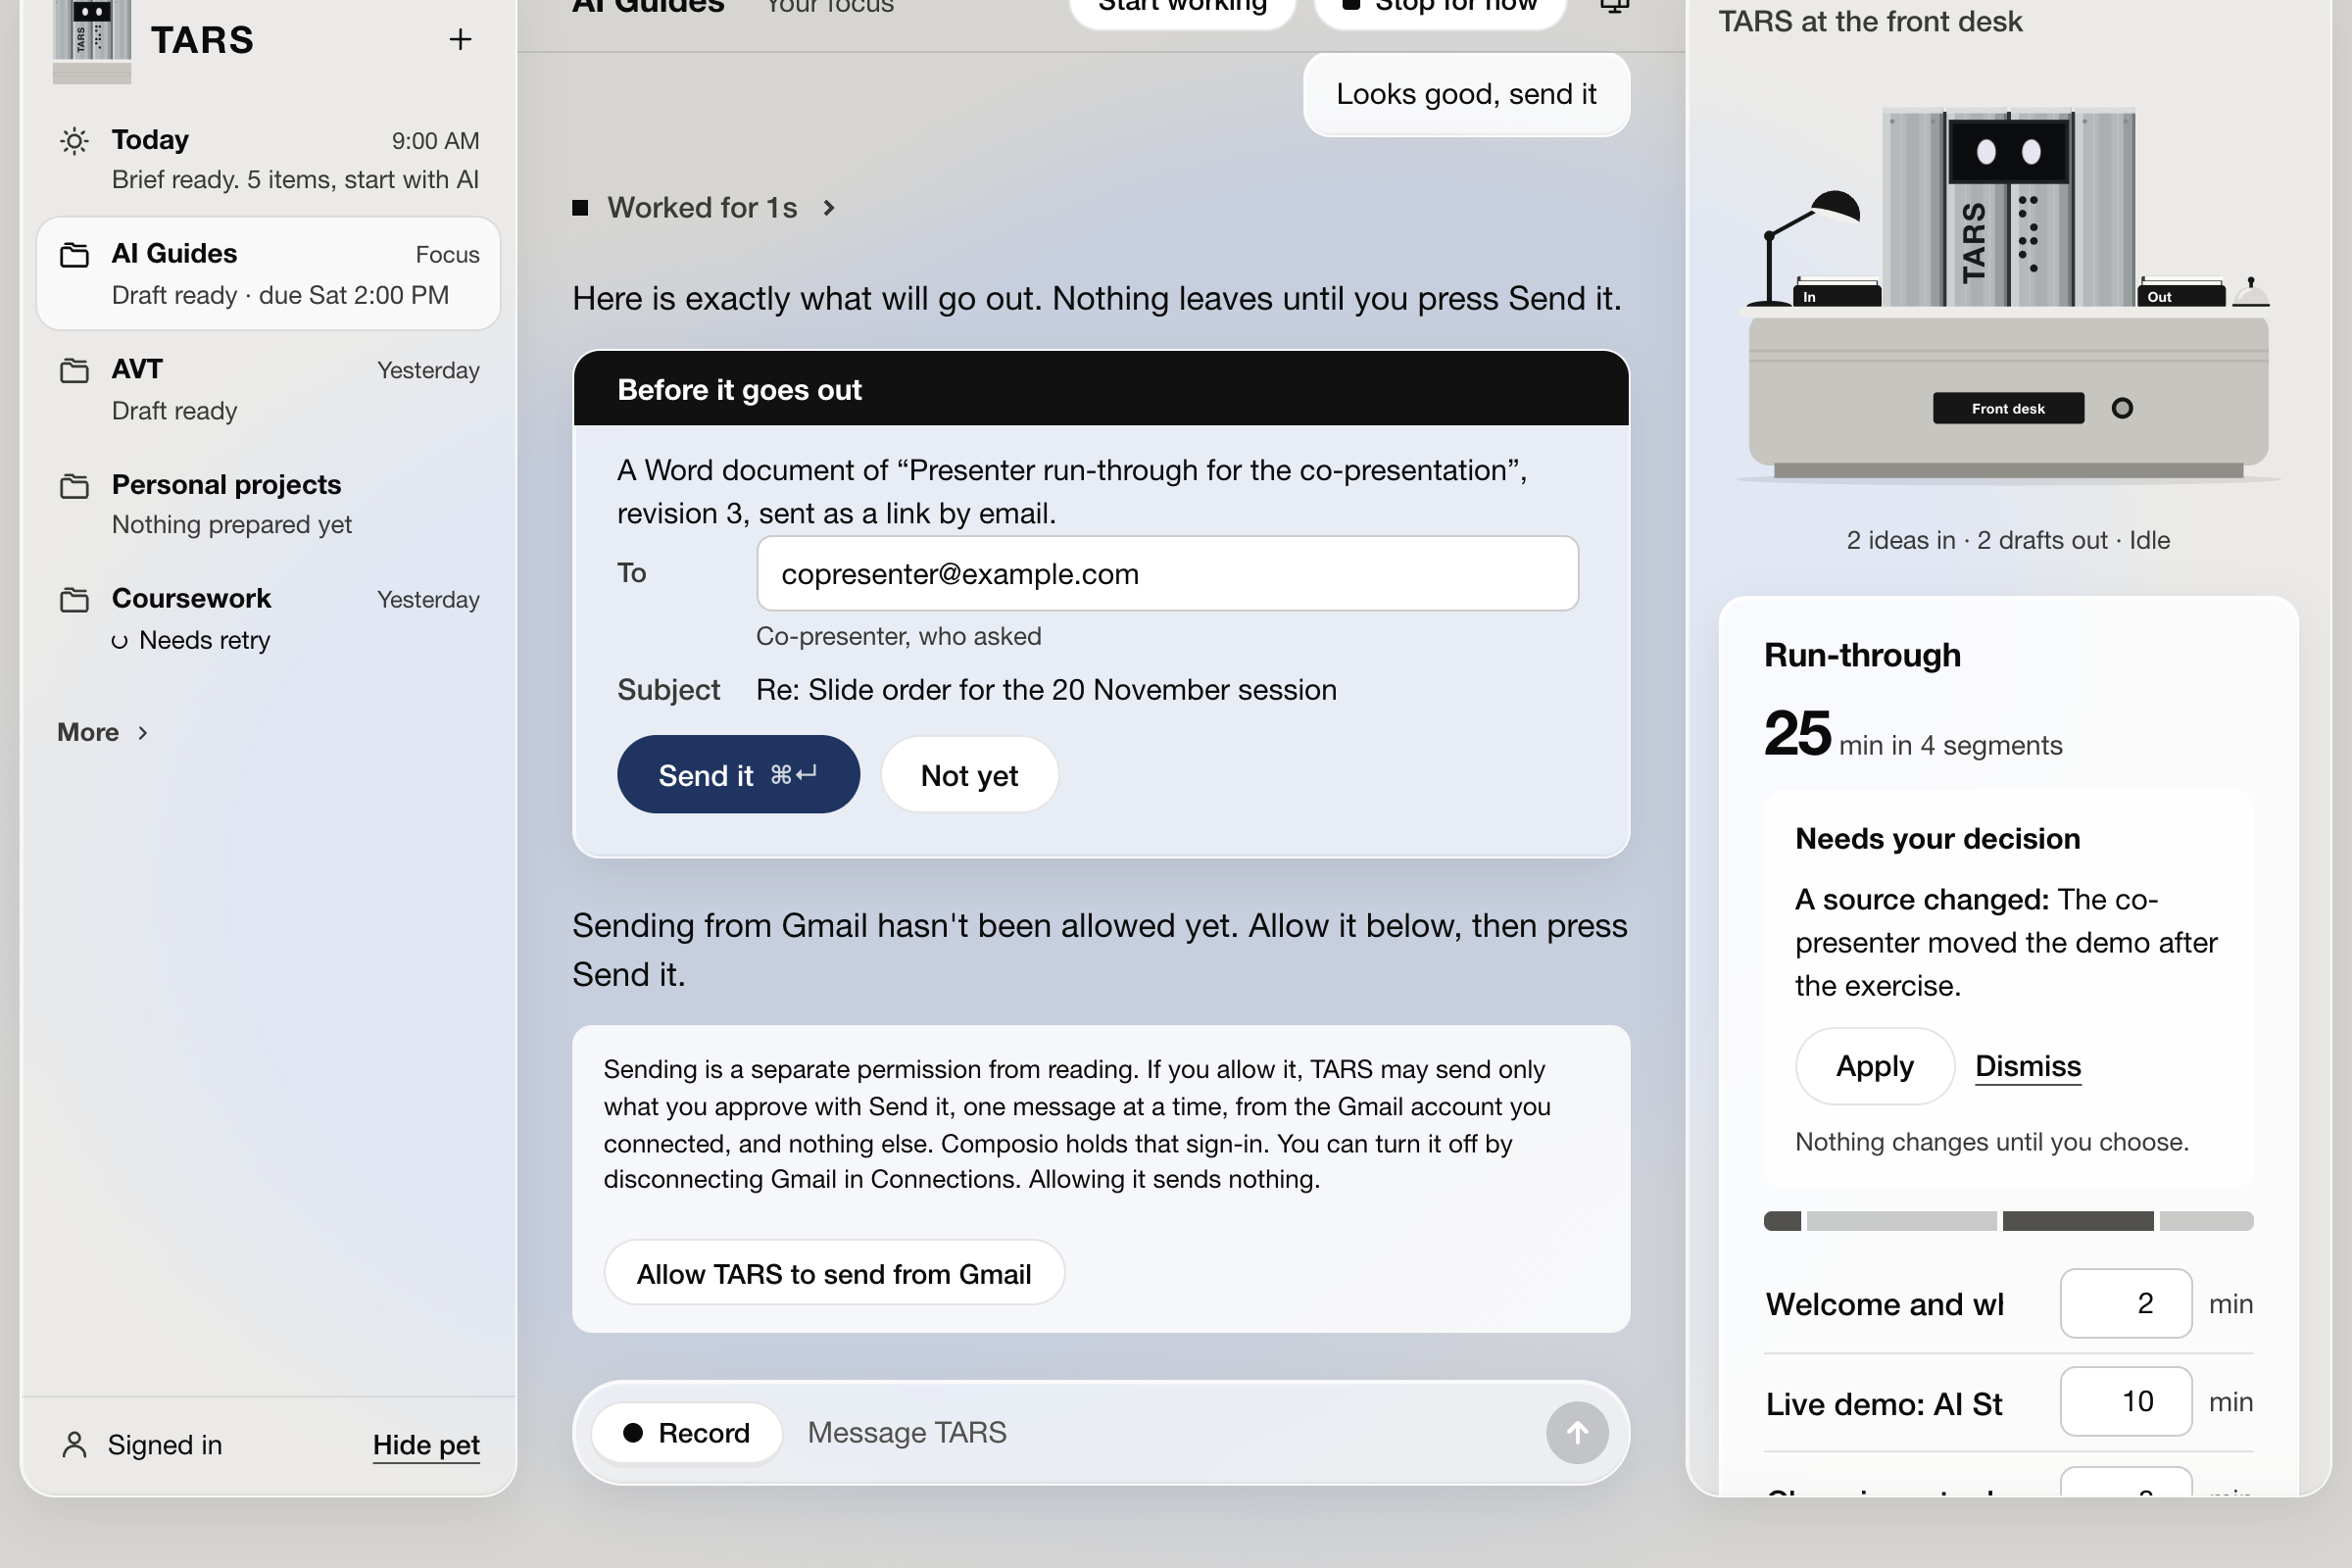 TARS
TARS
Today 9:00 AM
Brief ready. 5 items, start with AI
AI Guides Focus
Draft ready · due Sat 2:00 PM
AVT Yesterday
Draft ready
Personal projects
Nothing prepared yet
Coursework Yesterday
Needs retry
More
Signed in Hide pet
AI Guides Your focus Start working Stop for now
Looks good, send it
Worked for 1s
Here is exactly what will go out. Nothing leaves until you press Send it.
Before it goes out
A Word document of “Presenter run-through for the co-presentation”,
revision 3, sent as a link by email.
To copresenter@example.com
Co-presenter, who asked
Subject Re: Slide order for the 20 November session
Send it ⌘↵ Not yet
Sending from Gmail hasn't been allowed yet. Allow it below, then press
Send it.
Sending is a separate permission from reading. If you allow it, TARS may send only
what you approve with Send it, one message at a time, from the Gmail account you
connected, and nothing else. Composio holds that sign-in. You can turn it off by
disconnecting Gmail in Connections. Allowing it sends nothing.
Allow TARS to send from Gmail
Record Message TARS
TARS at the front desk
TARS
In Out
Front desk
2 ideas in · 2 drafts out · Idle
Run-through
25 min in 4 segments
Needs your decision
A source changed: The co-
presenter moved the demo after
the exercise.
Apply Dismiss
Nothing changes until you choose.
Welcome and 2 min
Live demo: AI St 10 min